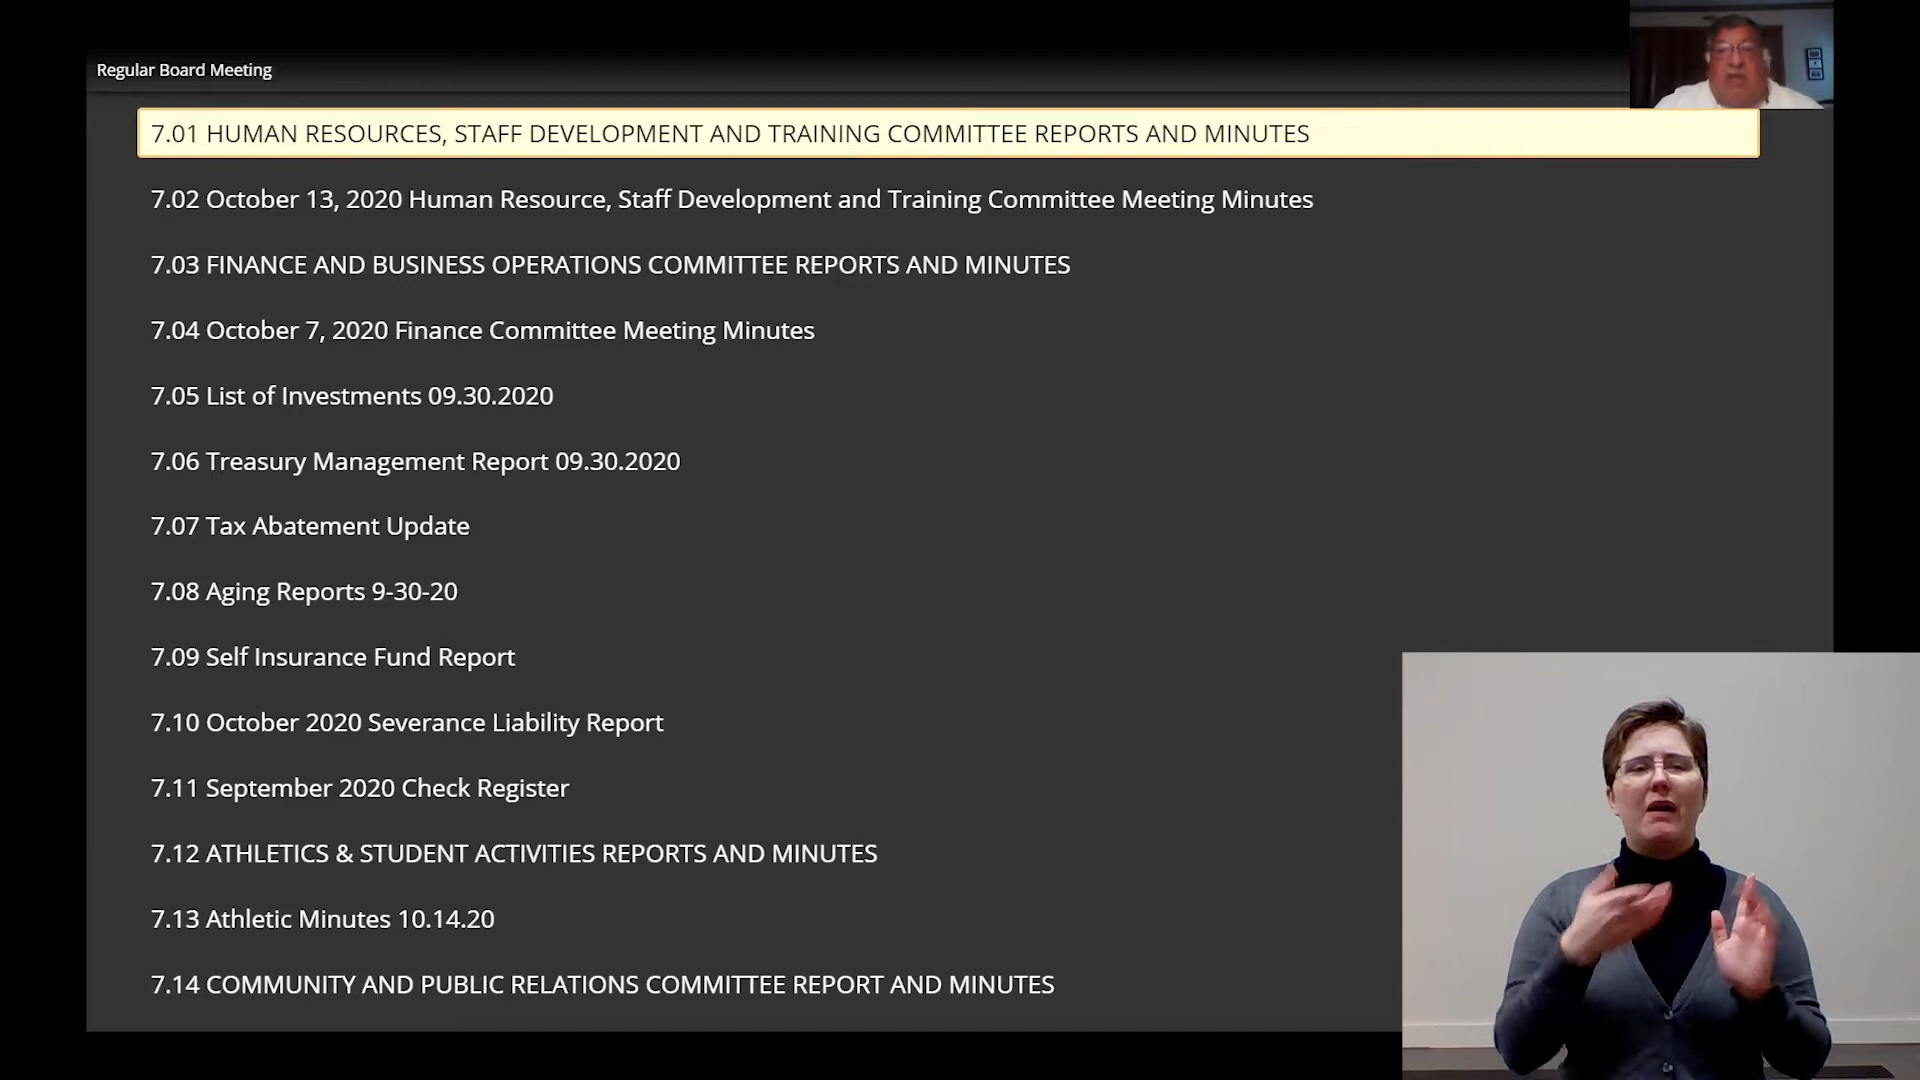 Regular Board Meeting
7.01 HUMAN RESOURCES, STAFF DEVELOPMENT AND TRAINING COMMITTEE REPORTS AND MINUTES
7.02 October 13, 2020 Human Resource, Staff Development and Training Committee Meeting Minutes
7.03 FINANCE AND BUSINESS OPERATIONS COMMITTEE REPORTS AND MINUTES
7.04 October 7, 2020 Finance Committee Meeting Minutes
7.05 List of Investments 09.30.2020
7.06 Treasury Management Report 09.30.2020
7.07 Tax Abatement Update
7.08 Aging Reports 9-30-20
7.09 Self Insurance Fund Report
7.10 October 2020 Severance Liability Report
7.11 September 2020 Check Register
7.12 ATHLETICS & STUDENT ACTIVITIES REPORTS AND MINUTES
7.13 Athletic Minutes 10.14.20
7.14 COMMUNITY AND PUBLIC RELATIONS COMMITTEE REPORT AND MINUTES